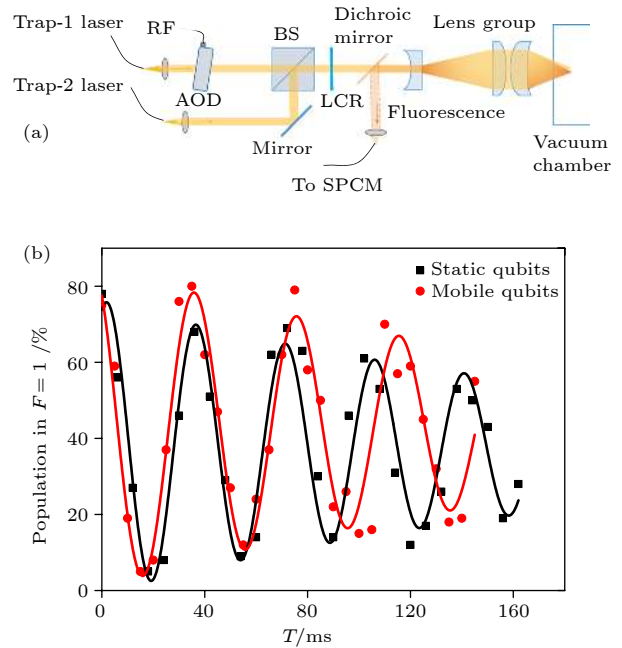 Trap-1 laser
RF
BS
Dichroic
mirror
Lens group
Trap-2 laser
AOD
LCR
Fluorescence
(a)
Mirror
Vacuum
chamber
To SPCM
(b)
Static qubits
Mobile qubits
80
60
40
20
0
Population in F = 1 /%
0 40 80 120 160
T/ms